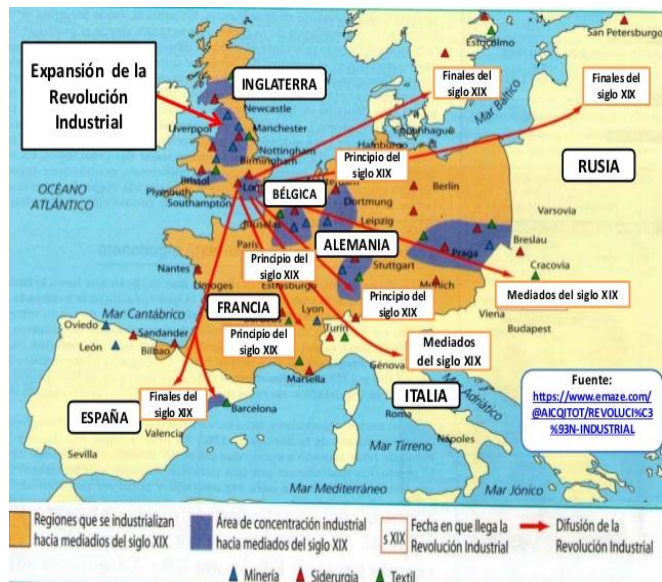 Expansión de la
Revolución
Industrial
INGLATERRA
Newcastle
Liverpool
Manchester
Nottingham
Birmingham
Bristol
Plymouth
Southampton
OCÉANO
ATLÁNTICO
Estocolmo
San Petersburgo
Finales del
siglo XIX
Finales del
siglo XIX
Mar Báltico
Copenhague
Hamburgo
Principio del
siglo XIX
RUSIA
BÉLGICA
Berlín
Dortmung
Leipzig
Varsovia
Bruselas
ALEMANIA
París
Praga
Breslau
Cracovia
Principio del
siglo XIX
Stuttgart
Nantes
Limoges
Estrasburgo
Munich
Principio del
siglo XIX
Mediados del siglo XIX
Viena
Budapest
FRANCIA
Lyon
Mar Cantábrico
Principio del
siglo XIX
Turín
Mediados
del siglo XIX
Oviedo
Sandander
León
Bilbao
Génova
Marsella
ITALIA
Mar Adriático
Fuente:
https://www.emaze.com/
@AICQITOT/REVOLUCI%C3
%93N-INDUSTRIAL
Finales del
siglo XIX
ESPAÑA
Barcelona
Roma
Valencia
Sevilla
Mar Tirreno
Nápoles
Mar Mediterráneo
Mar Jónico
Regiones que se industrializan
hacia mediados del siglo XIX
Área de concentración industrial
hacia mediados del siglo XIX
s XIX
Fecha en que llega la
Revolución Industrial
Difusión de la
Revolución Industrial
Minería
Siderurgia
Textil